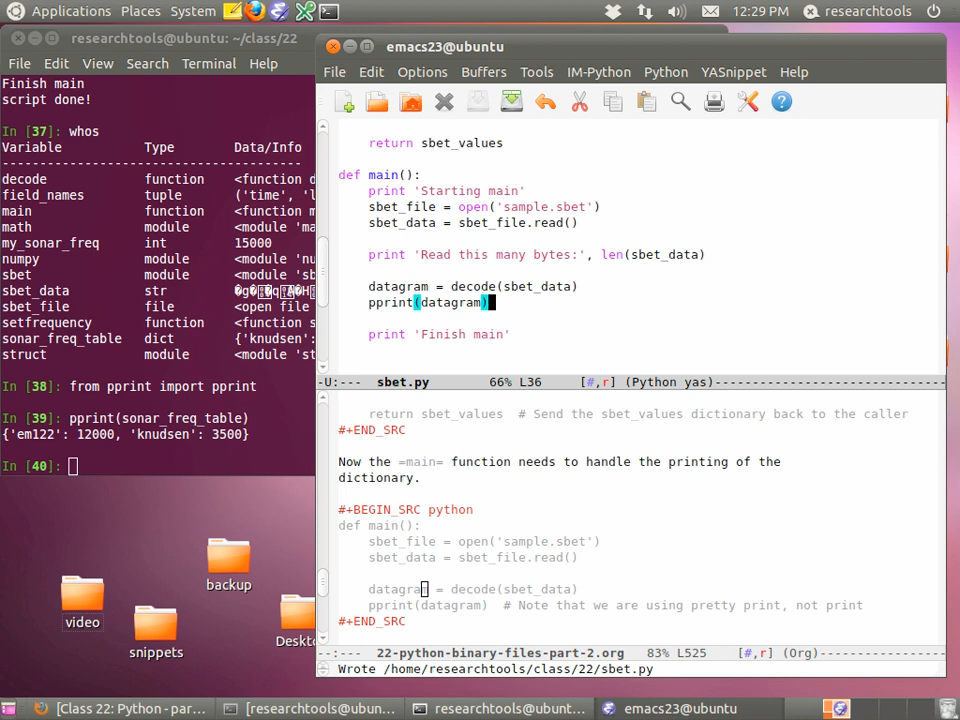 Applications Places System 12:29 PM researchtools
researchtools@ubuntu: ~/class/22
File Edit View Search Terminal Help
Finish main
script done!
In [37]: whos
Variable Type Data/Info
decode function <function d
field_names tuple ('time', 'l
main function <function m
math module <module 'ma
my_sonar_freq int 15000
numpy module <module 'nu
sbet module <module 'sb
sbet_data str
sbet_file file <open file
setfrequency function <function s
sonar_freq_table dict {'knudsen':
struct module <module 'st
In [38]: from pprint import pprint
In [39]: pprint(sonar_freq_table)
{'em122': 12000, 'knudsen': 3500}
In [40]:
video
backup
snippets
Deskto
emacs23@ubuntu
File Edit Options Buffers Tools IM-Python Python YASnippet Help
return sbet_values
def main():
print 'Starting main'
sbet_file = open('sample.sbet')
sbet_data = sbet_file.read()
print 'Read this many bytes:', len(sbet_data)
datagram = decode(sbet_data)
pprint(datagram)
print 'Finish main'
-U:--- sbet.py 66% L36 [#,r] (Python yas)-----------------------------
return sbet_values # Send the sbet_values dictionary back to the caller
#+END_SRC
Now the =main= function needs to handle the printing of the
dictionary.
#+BEGIN_SRC python
def main():
sbet_file = open('sample.sbet')
sbet_data = sbet_file.read()
datagram = decode(sbet_data)
pprint(datagram) # Note that we are using pretty print, not print
#+END_SRC
--:--- 22-python-binary-files-part-2.org 83% L525 [#,r] (Org)-----------------
Wrote /home/researchtools/class/22/sbet.py
[Class 22: Python - par... [researchtools@ubun... researchtools@ubunt... emacs23@ubuntu